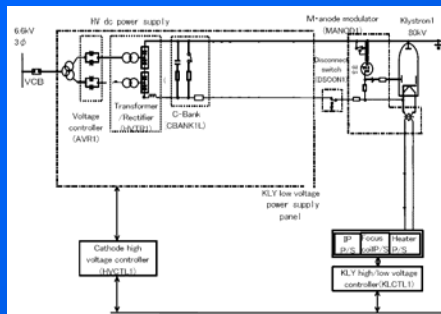 HV dc power supply
M-anode modulator
(MANOD1)
Klystron1
80kV
6.6kV
3Φ
VCB
Disconnect
switch
(DSCON1)
Transformer
/Rectifier
(HVTR1)
Voltage
controller
(AVR1)
C-Bank
CBANK1L)
KLY low voltage
power supply
panel
Cathode high
voltage controller
(HVCTL1)
IP
P/S
Focus
coilP/S
Heater
P/S
KLY high/low voltage
controller(KLCTL1)